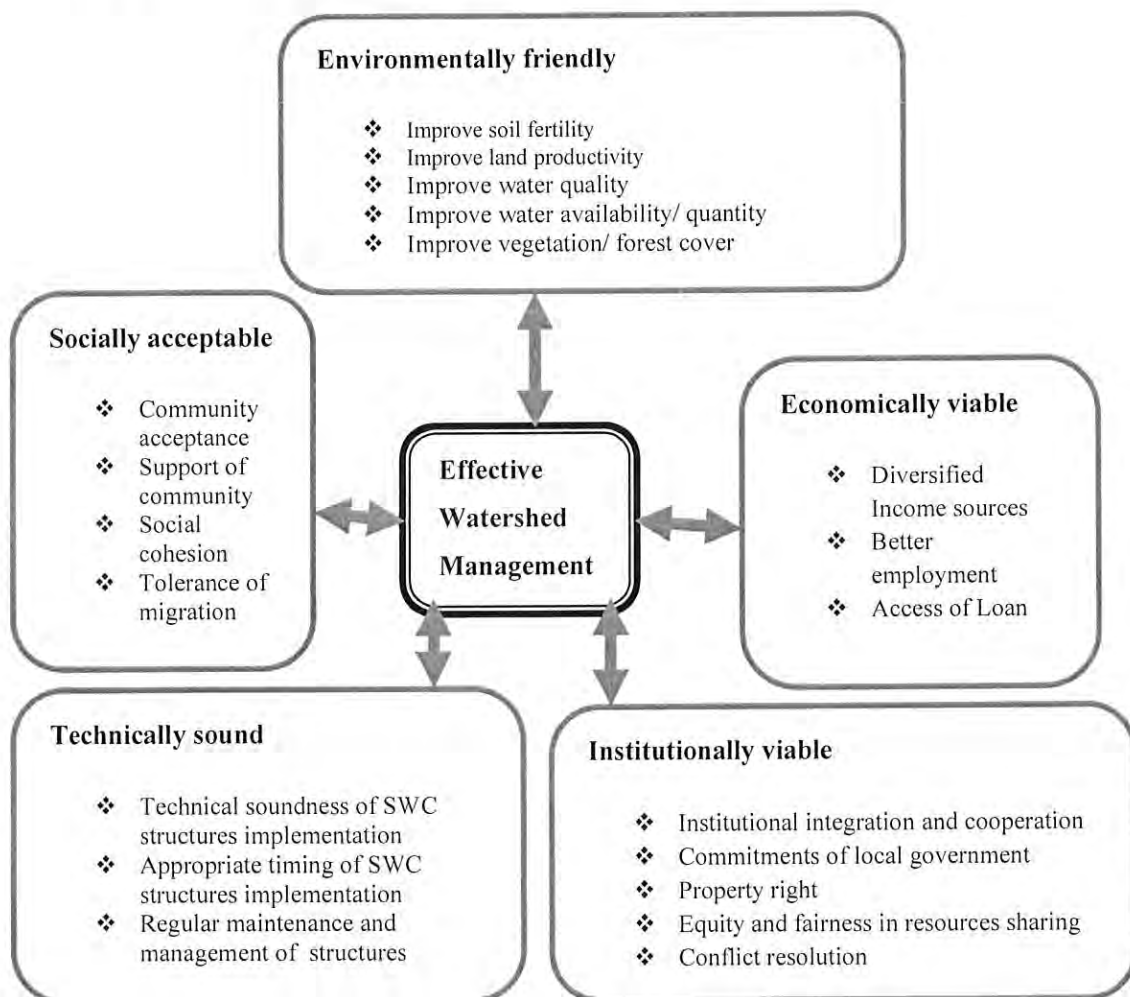 Environmentally friendly
❖ Improve soil fertility
❖ Improve land productivity
❖ Improve water quality
❖ Improve water availability/ quantity
❖ Improve vegetation/ forest cover
Socially acceptable
❖ Community
acceptance
❖ Support of
community
❖ Social
cohesion
❖ Tolerance of
migration
Effective
Watershed
Management
Economically viable
❖ Diversified
Income sources
❖ Better
employment
❖ Access of Loan
Technically sound
❖ Technical soundness of SWC
structures implementation
❖ Appropriate timing of SWC
structures implementation
❖ Regular maintenance and
management of structures
Institutionally viable
❖ Institutional integration and cooperation
❖ Commitments of local government
❖ Property right
❖ Equity and fairness in resources sharing
❖ Conflict resolution